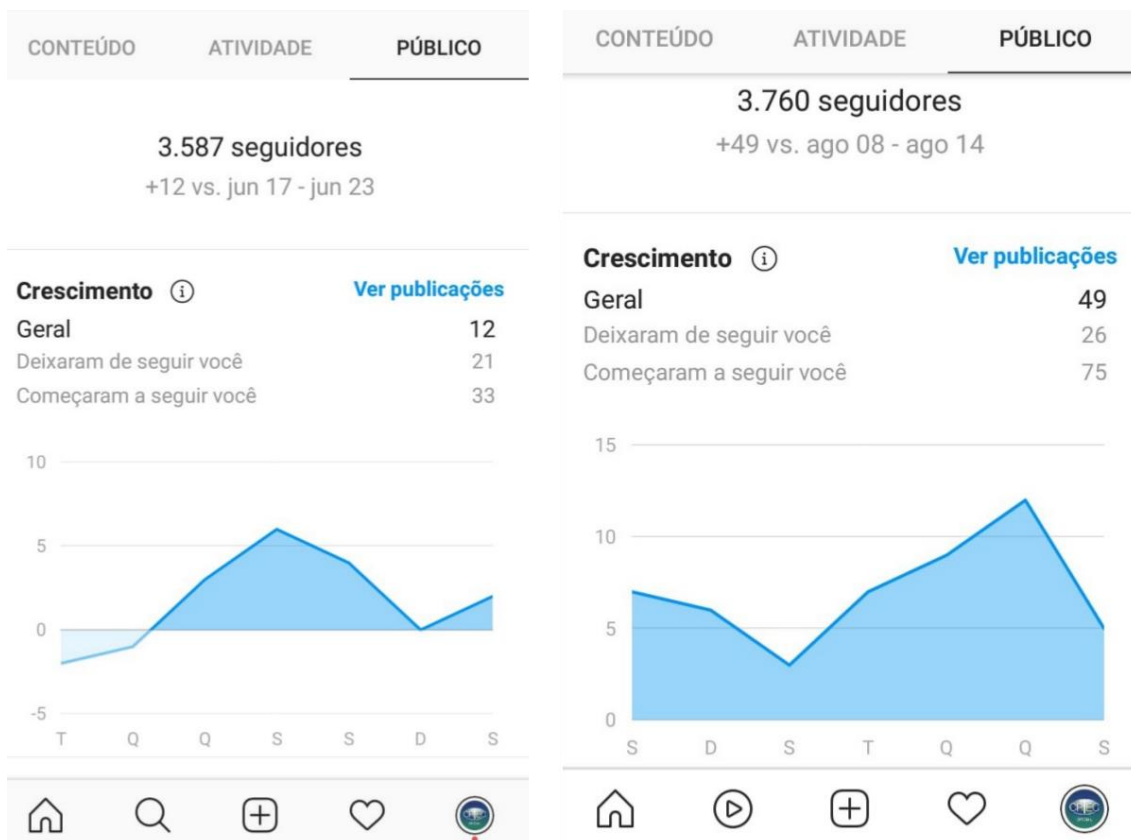 CONTEÚDO ATIVIDADE PÚBLICO
3.587 seguidores
+12 vs. jun 17 - jun 23
Crescimento Ver publicações
Geral 12
Deixaram de seguir você 21
Começaram a seguir você 33
10
5
0
-5
T Q Q S S D S
CONTEÚDO ATIVIDADE PÚBLICO
3.760 seguidores
+49 vs. ago 08 - ago 14
Crescimento Ver publicações
Geral 49
Deixaram de seguir você 26
Começaram a seguir você 75
15
10
5
0
S D S T Q Q S